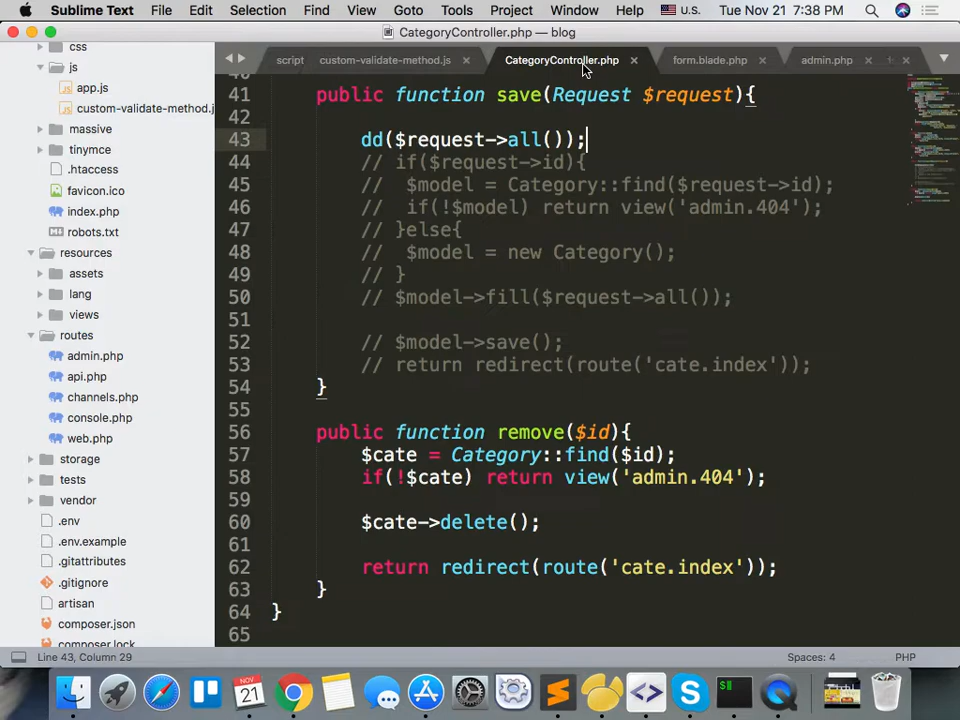 Sublime Text File Edit Selection Find View Goto Tools Project Window Help U.S. Tue Nov 21 7:38 PM
CategoryController.php — blog
script custom-validate-method.js CategoryController.php form.blade.php admin.php
css
js
app.js
custom-validate-method.j
massive
tinymce
.htaccess
favicon.ico
index.php
robots.txt
resources
assets
lang
views
routes
admin.php
api.php
channels.php
console.php
web.php
storage
tests
vendor
.env
.env.example
.gitattributes
.gitignore
artisan
composer.json
composer.lock
41 public function save(Request $request){
42
43 dd($request->all());
44 // if($request->id){
45 // $model = Category::find($request->id);
46 // if(!$model) return view('admin.404');
47 // }else{
48 // $model = new Category();
49 // }
50 // $model->fill($request->all());
51
52 // $model->save();
53 // return redirect(route('cate.index'));
54 }
55
56 public function remove($id){
57 $cate = Category::find($id);
58 if(!$cate) return view('admin.404');
59
60 $cate->delete();
61
62 return redirect(route('cate.index'));
63 }
64 }
65
Line 43, Column 29 Spaces: 4 PHP
NOV
21